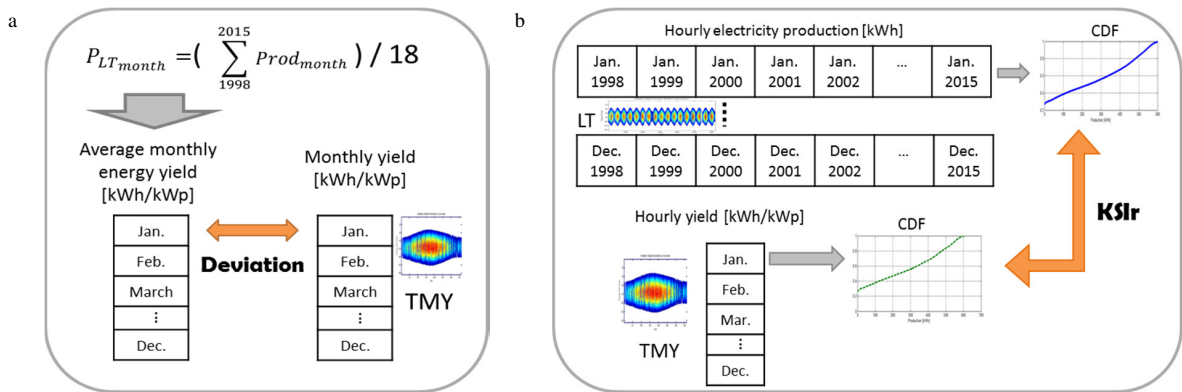 a
2015
P_LT_month = ( ∑ Prod_month ) / 18
1998
Average monthly
energy yield
[kWh/kWp]
Monthly yield
[kWh/kWp]
Jan.
Feb.
March
⋮
Dec.
Deviation
Jan.
Feb.
March
⋮
Dec.
TMY
b
Hourly electricity production [kWh]
Jan. 1998
Jan. 1999
Jan. 2000
Jan. 2001
Jan. 2002
...
Jan. 2015
CDF
LT
Dec. 1998
Dec. 1999
Dec. 2000
Dec. 2001
Dec. 2002
...
Dec. 2015
KSIr
Hourly yield [kWh/kWp]
Jan.
Feb.
Mar.
⋮
Dec.
TMY
CDF
Production [kWh]